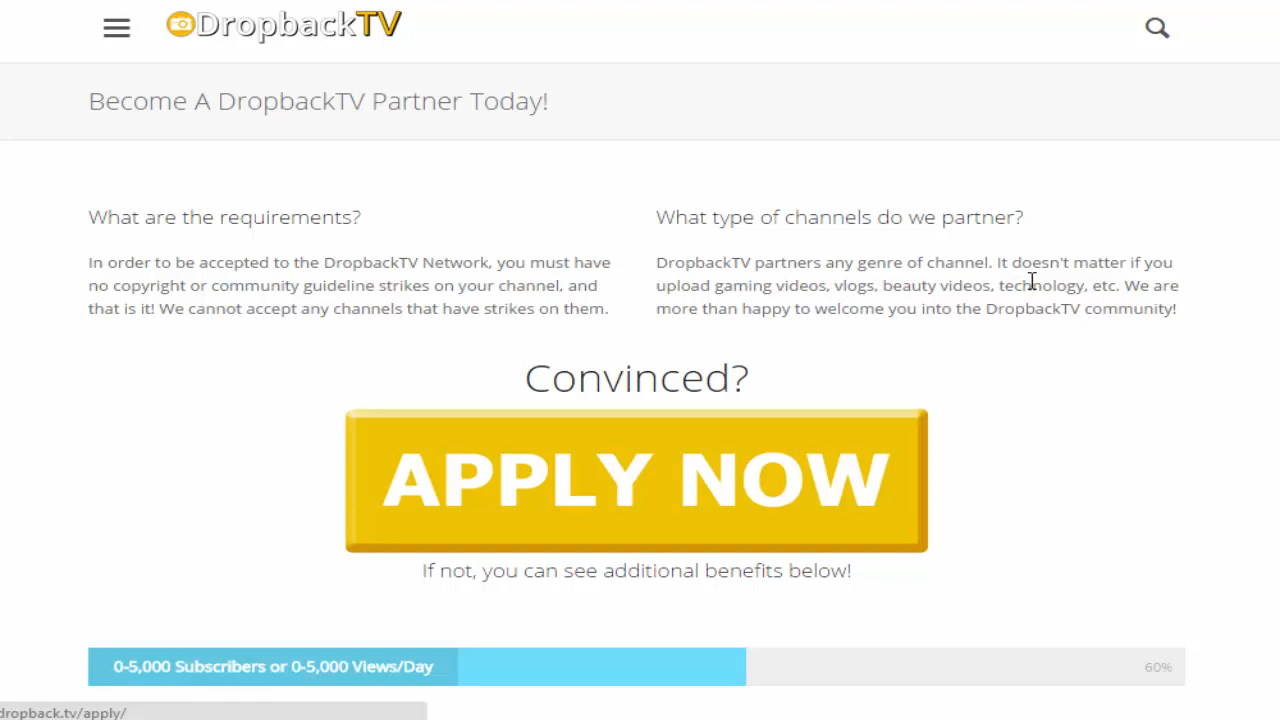 DropbackTV
Become A DropbackTV Partner Today!
What are the requirements?
In order to be accepted to the DropbackTV Network, you must have
no copyright or community guideline strikes on your channel, and
that is it! We cannot accept any channels that have strikes on them.
What type of channels do we partner?
DropbackTV partners any genre of channel. It doesn't matter if you
upload gaming videos, vlogs, beauty videos, technology, etc. We are
more than happy to welcome you into the DropbackTV community!
Convinced?
APPLY NOW
If not, you can see additional benefits below!
0-5,000 Subscribers or 0-5,000 Views/Day
60%
dropback.tv/apply/